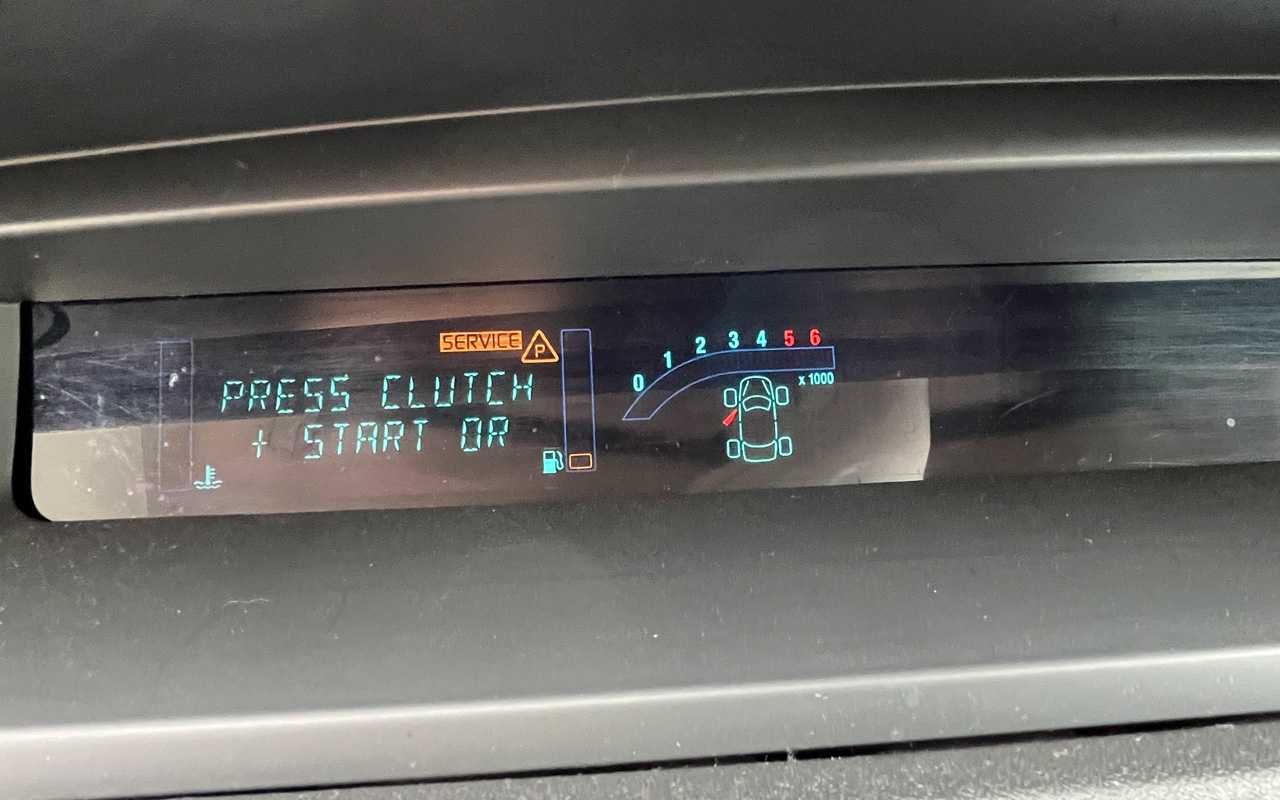 SERVICE P
PRESS CLUTCH
+ START OR
0 1 2 3 4 5 6
x 1000